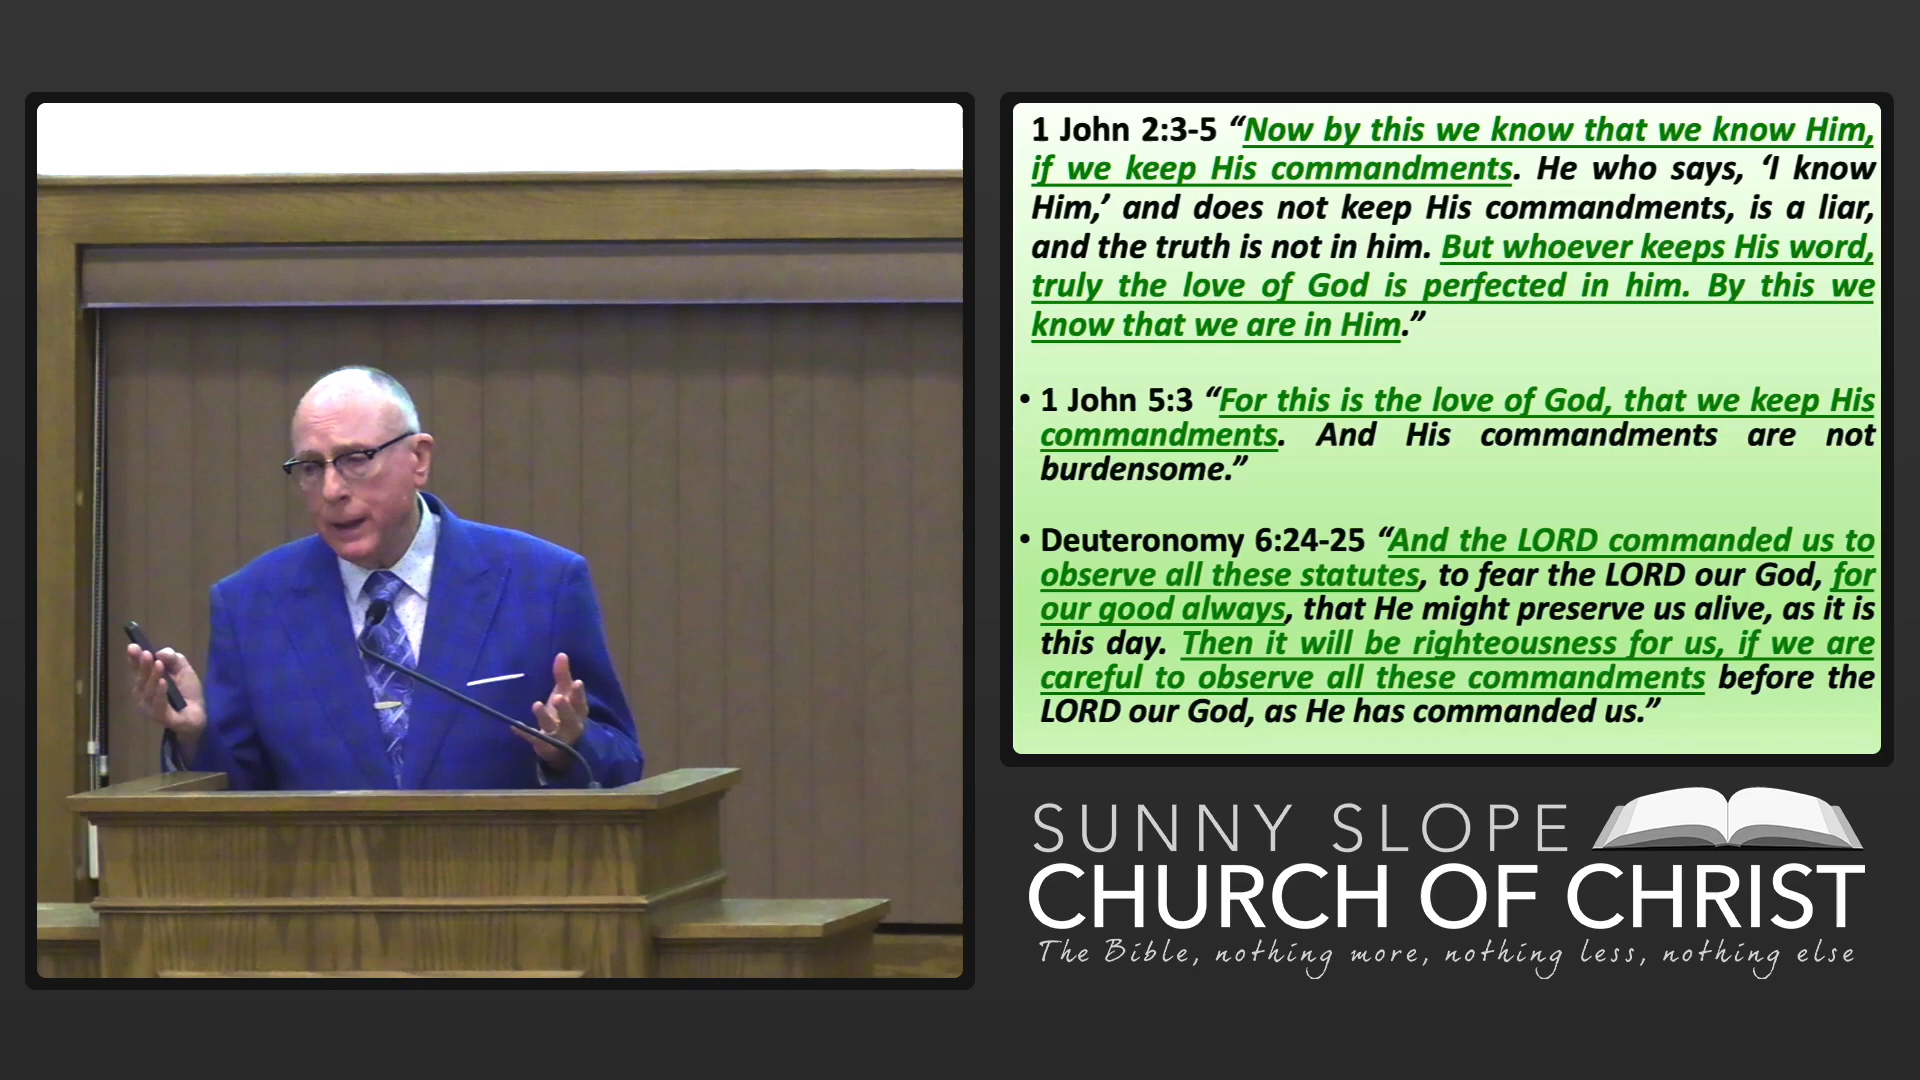 1 John 2:3-5 “Now by this we know that we know Him,
if we keep His commandments. He who says, ‘I know
Him,’ and does not keep His commandments, is a liar,
and the truth is not in him. But whoever keeps His word,
truly the love of God is perfected in him. By this we
know that we are in Him.”
• 1 John 5:3 “For this is the love of God, that we keep His
commandments. And His commandments are not
burdensome.”
• Deuteronomy 6:24-25 “And the LORD commanded us to
observe all these statutes, to fear the LORD our God, for
our good always, that He might preserve us alive, as it is
this day. Then it will be righteousness for us, if we are
careful to observe all these commandments before the
LORD our God, as He has commanded us.”
SUNNY SLOPE
CHURCH OF CHRIST
The Bible, nothing more, nothing less, nothing else